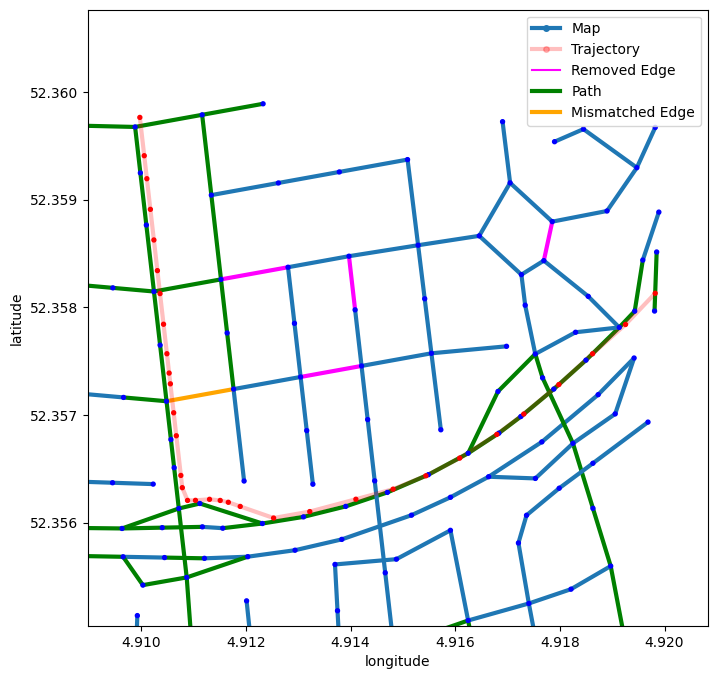 Map
Trajectory
Removed Edge
Path
Mismatched Edge
52.360
52.359
52.358
52.357
52.356
latitude
4.910 4.912 4.914 4.916 4.918 4.920
longitude